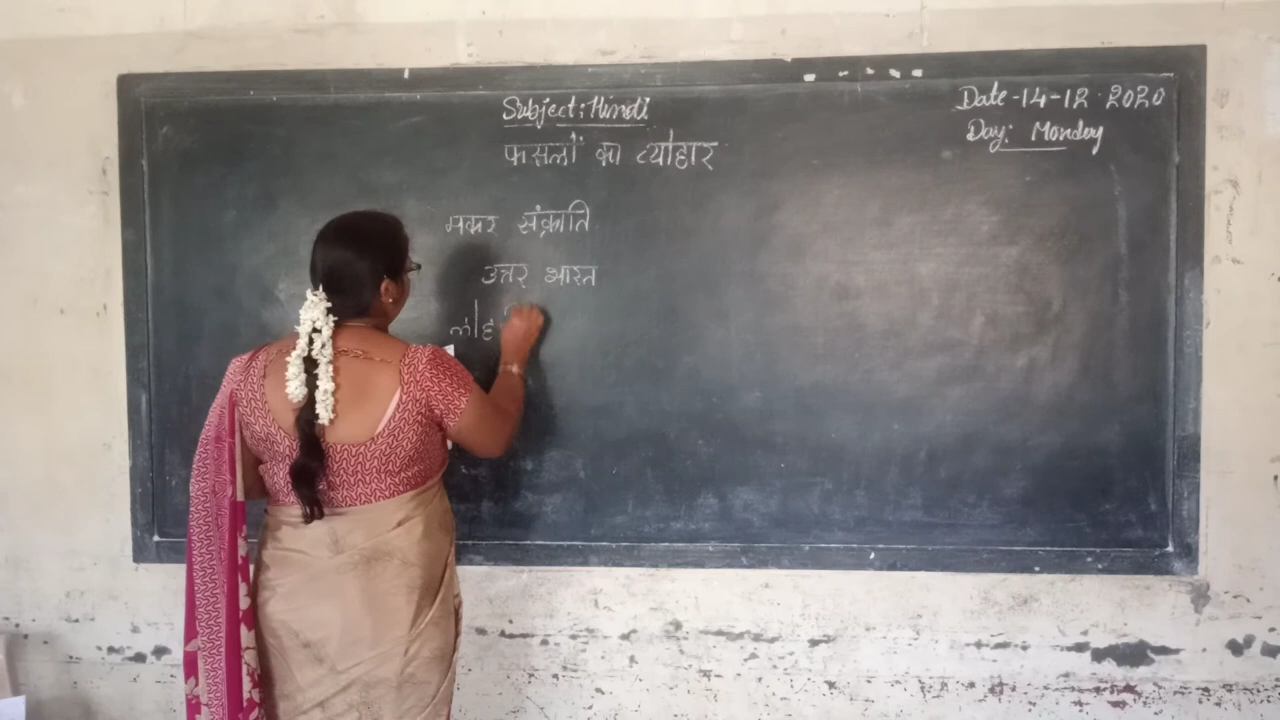 Subject: Hindi
Date-14-12-2020
Day: Monday
फसलों का त्योहार
मकर संक्राति
उत्तर भारत